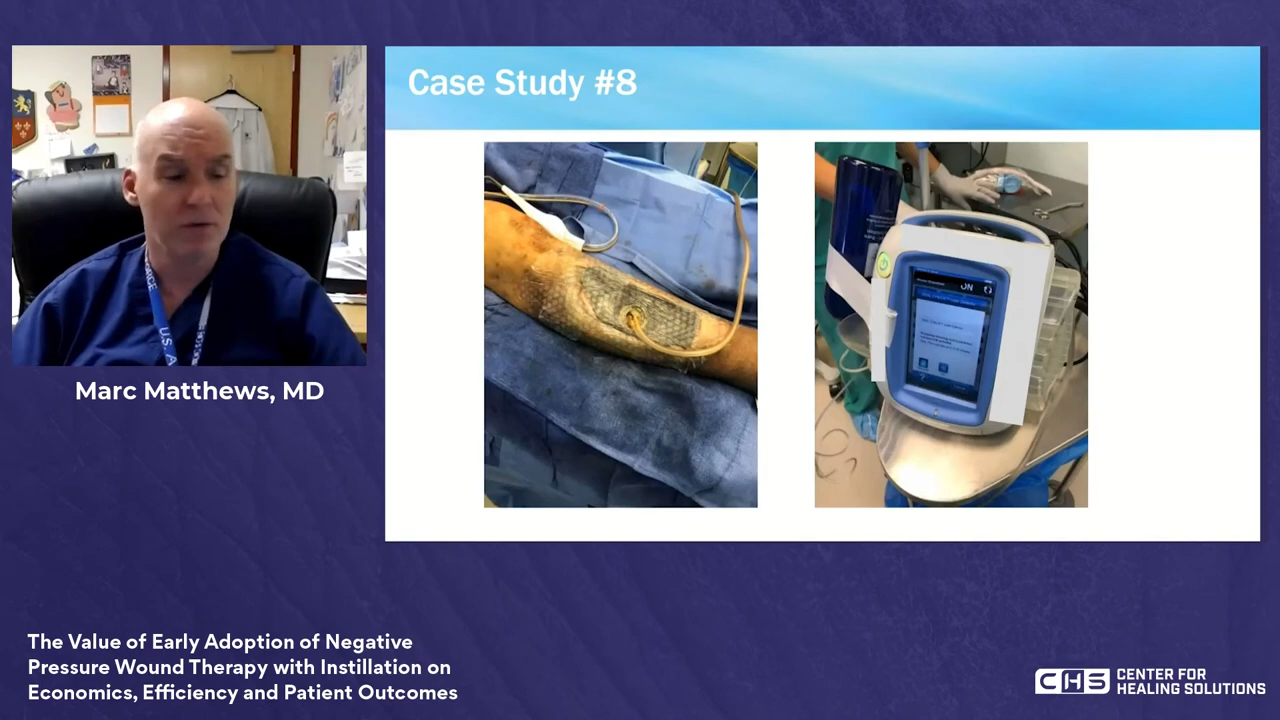 Case Study #8
U.S. A
ON
Marc Matthews, MD
The Value of Early Adoption of Negative
Pressure Wound Therapy with Instillation on
Economics, Efficiency and Patient Outcomes
CHS
CENTER FOR
HEALING SOLUTIONS